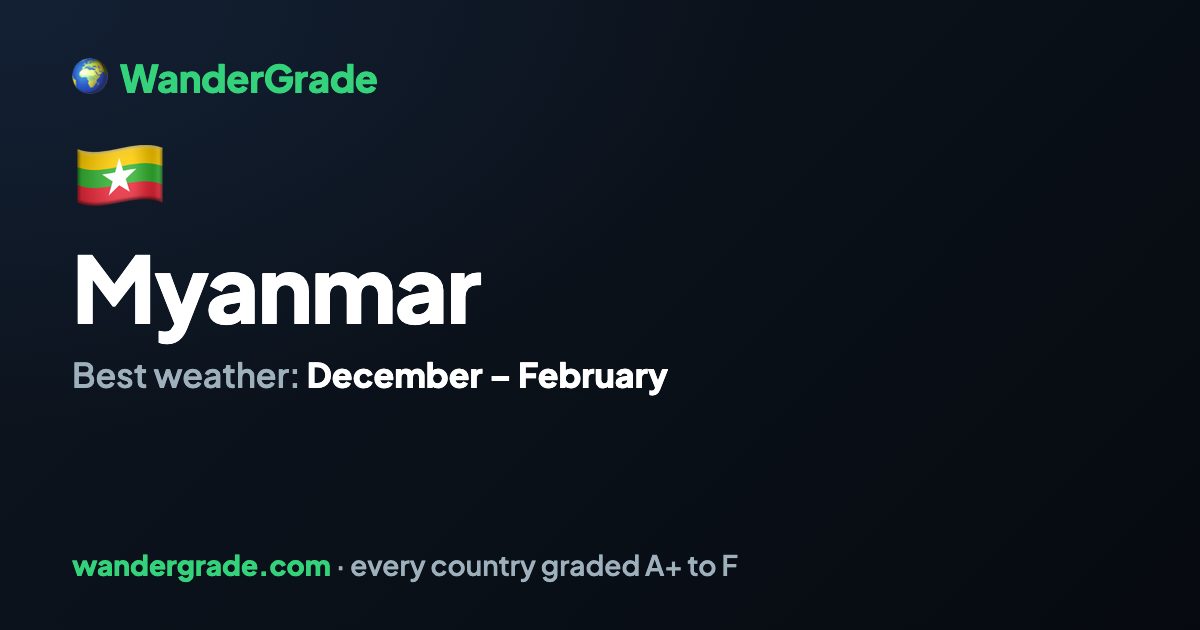 WanderGrade
Myanmar
Best weather: December – February
wandergrade.com · every country graded A+ to F